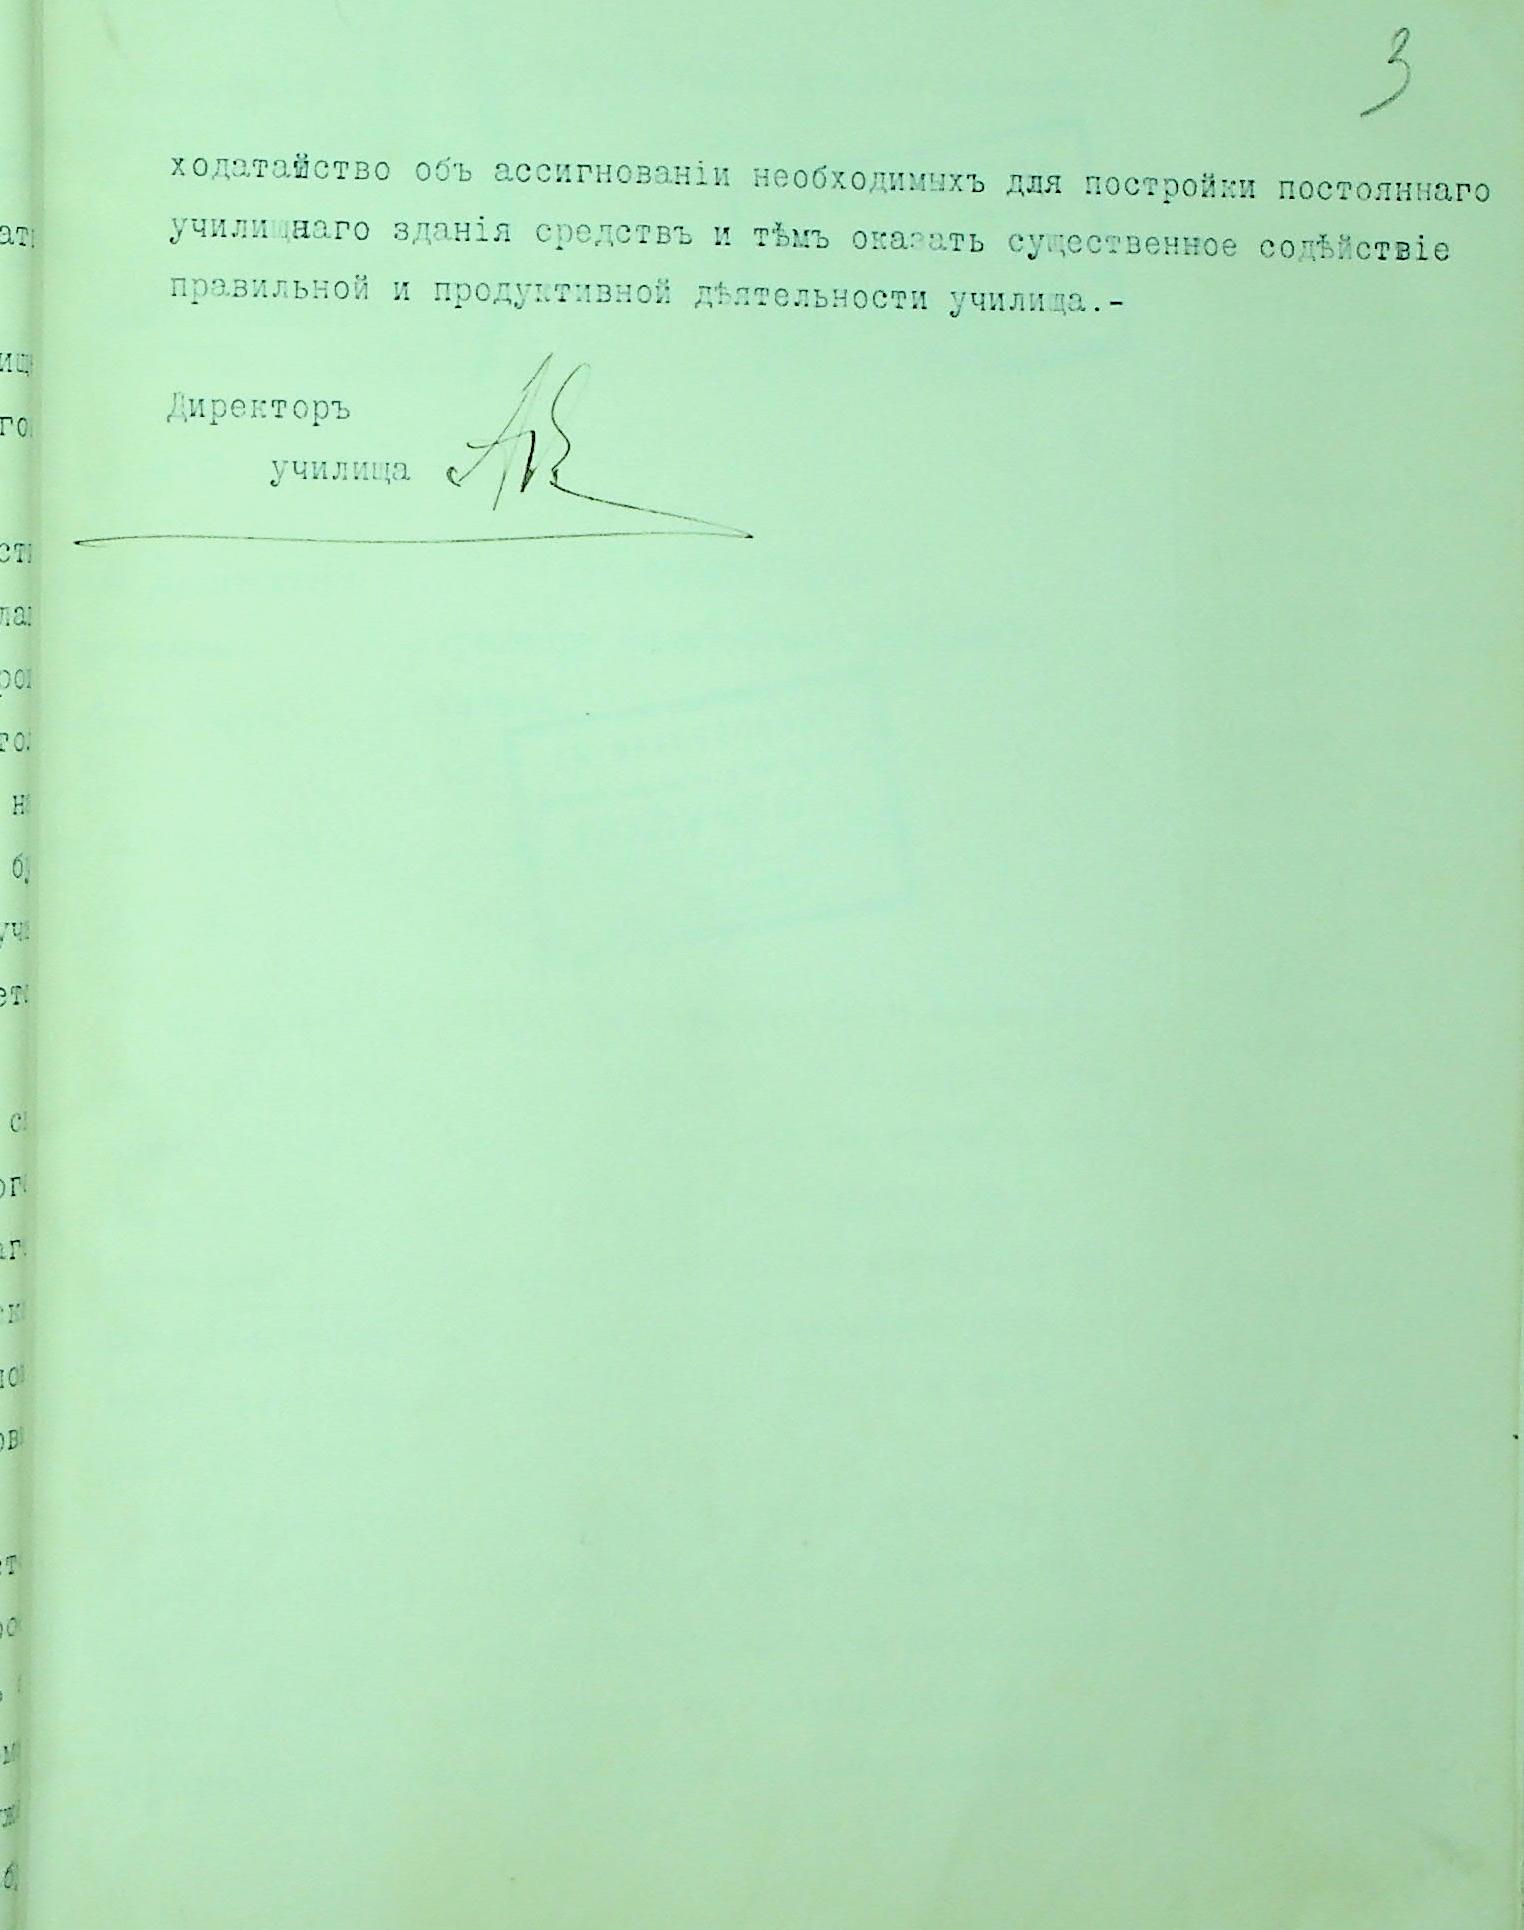 3
ходатайство объ ассигнованіи необходимыхъ для постройки постояннаго
училищнаго зданія средствъ и тѣмъ оказать существенное содѣйствіе
правильной и продуктивной дѣятельности училища.-
Директоръ
училища